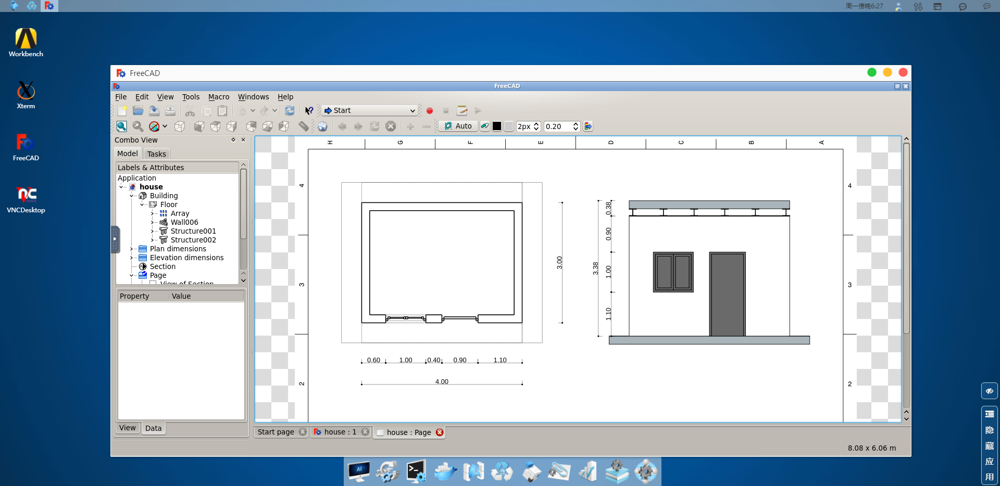 周一傍晚6:27
Workbench
Xterm
FreeCAD
VNCDesktop
FreeCAD
FreeCAD
File Edit View Tools Macro Windows Help
Start
Auto 2px 0.20
Combo View
Model Tasks
Labels & Attributes
Application
house
Building
Floor
Array
Wall006
Structure001
Structure002
Plan dimensions
Elevation dimensions
Section
Page
View of Section
Property Value
View Data
H G F E D C B A
4 4
3 3
2 2
3.00
0.60 1.00 0.40 0.90 1.10
4.00
3.38
0.38
0.90
1.00
1.10
Start page house : 1 house : Page
8.08 x 6.06 m
Ai
隐
藏
应
用